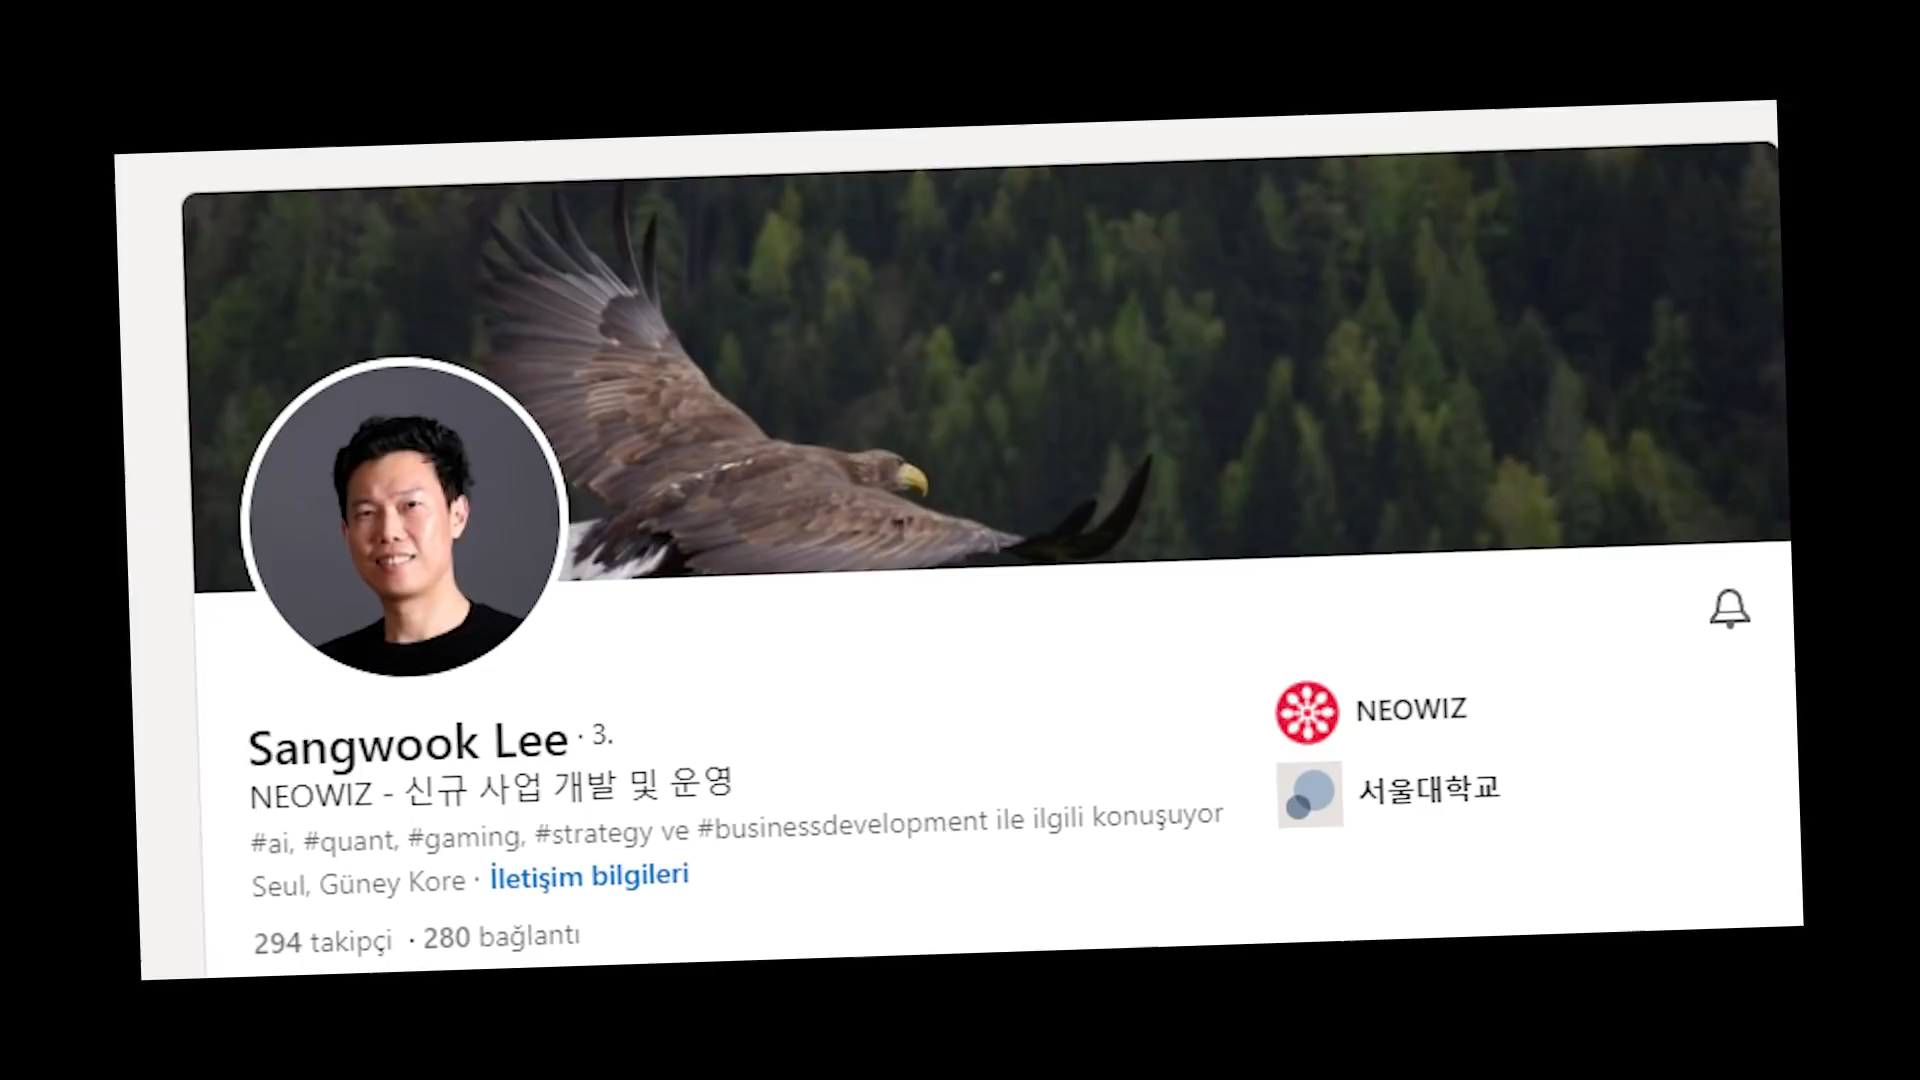 Sangwook Lee · 3.
NEOWIZ - 신규 사업 개발 및 운영
#ai, #quant, #gaming, #strategy ve #businessdevelopment ile ilgili konuşuyor
Seul, Güney Kore · İletişim bilgileri
294 takipçi · 280 bağlantı
NEOWIZ
서울대학교